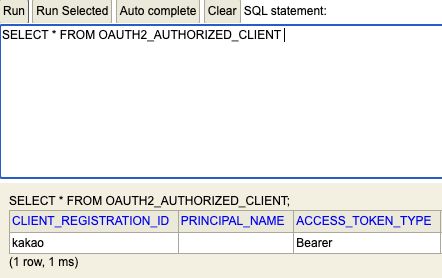 Run Run Selected Auto complete Clear SQL statement:
SELECT * FROM OAUTH2_AUTHORIZED_CLIENT
SELECT * FROM OAUTH2_AUTHORIZED_CLIENT;
CLIENT_REGISTRATION_ID PRINCIPAL_NAME ACCESS_TOKEN_TYPE
kakao Bearer
(1 row, 1 ms)